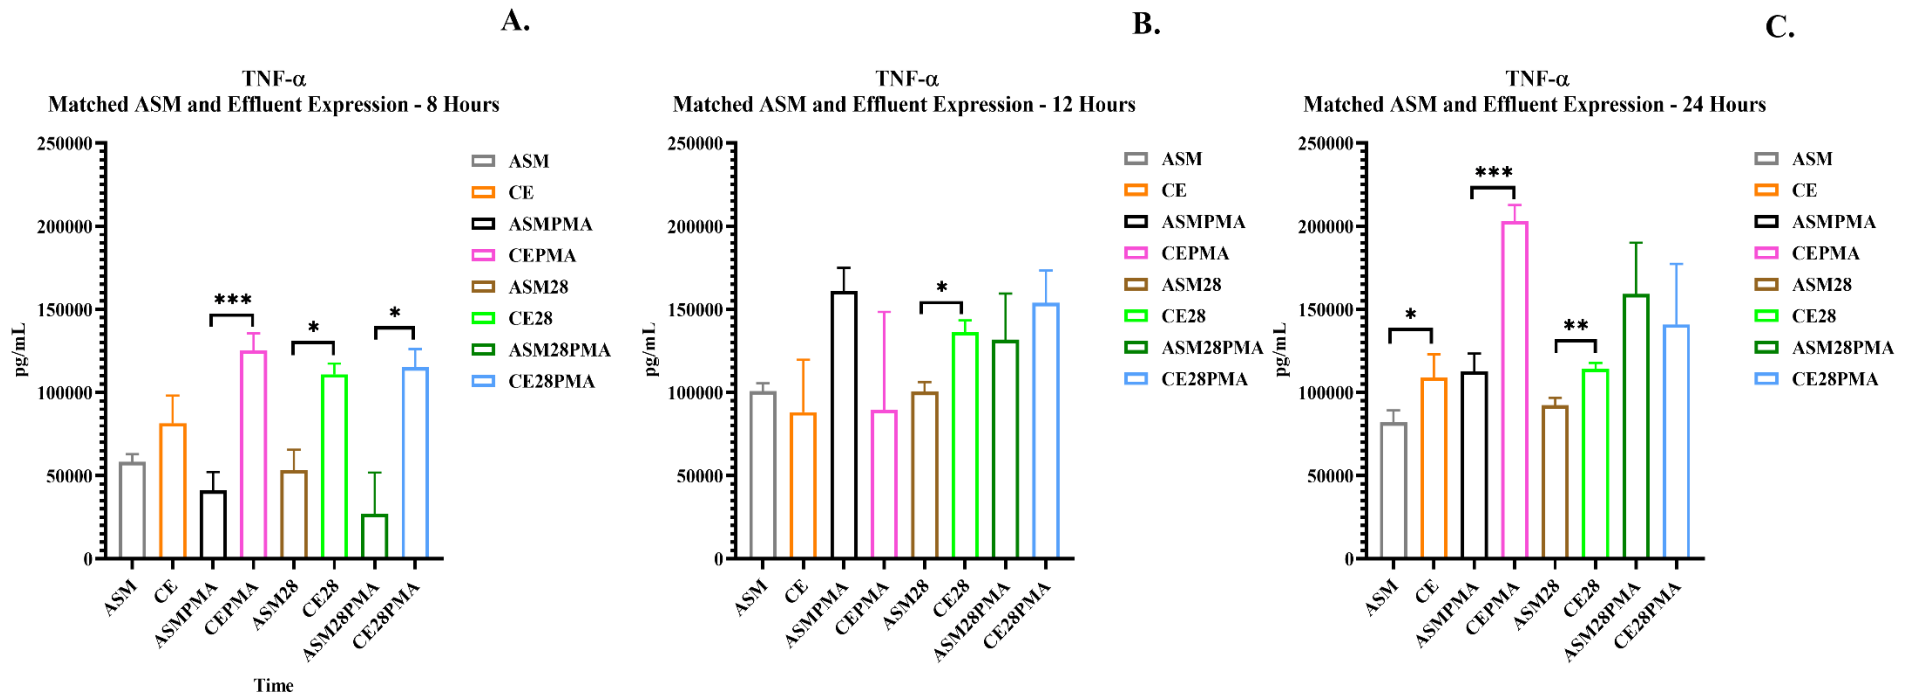 A.
TNF-α
Matched ASM and Effluent Expression - 8 Hours
250000
200000
150000
100000
50000
0
pg/mL
***
*
*
ASM
CE
ASMPMA
CEPMA
ASM28
CE28
ASM28PMA
CE28PMA
Time
ASM
CE
ASMPMA
CEPMA
ASM28
CE28
ASM28PMA
CE28PMA
B.
TNF-α
Matched ASM and Effluent Expression - 12 Hours
250000
200000
150000
100000
50000
0
pg/mL
*
ASM
CE
ASMPMA
CEPMA
ASM28
CE28
ASM28PMA
CE28PMA
ASM
CE
ASMPMA
CEPMA
ASM28
CE28
ASM28PMA
CE28PMA
C.
TNF-α
Matched ASM and Effluent Expression - 24 Hours
250000
200000
150000
100000
50000
0
pg/mL
*
***
**
ASM
CE
ASMPMA
CEPMA
ASM28
CE28
ASM28PMA
CE28PMA
ASM
CE
ASMPMA
CEPMA
ASM28
CE28
ASM28PMA
CE28PMA